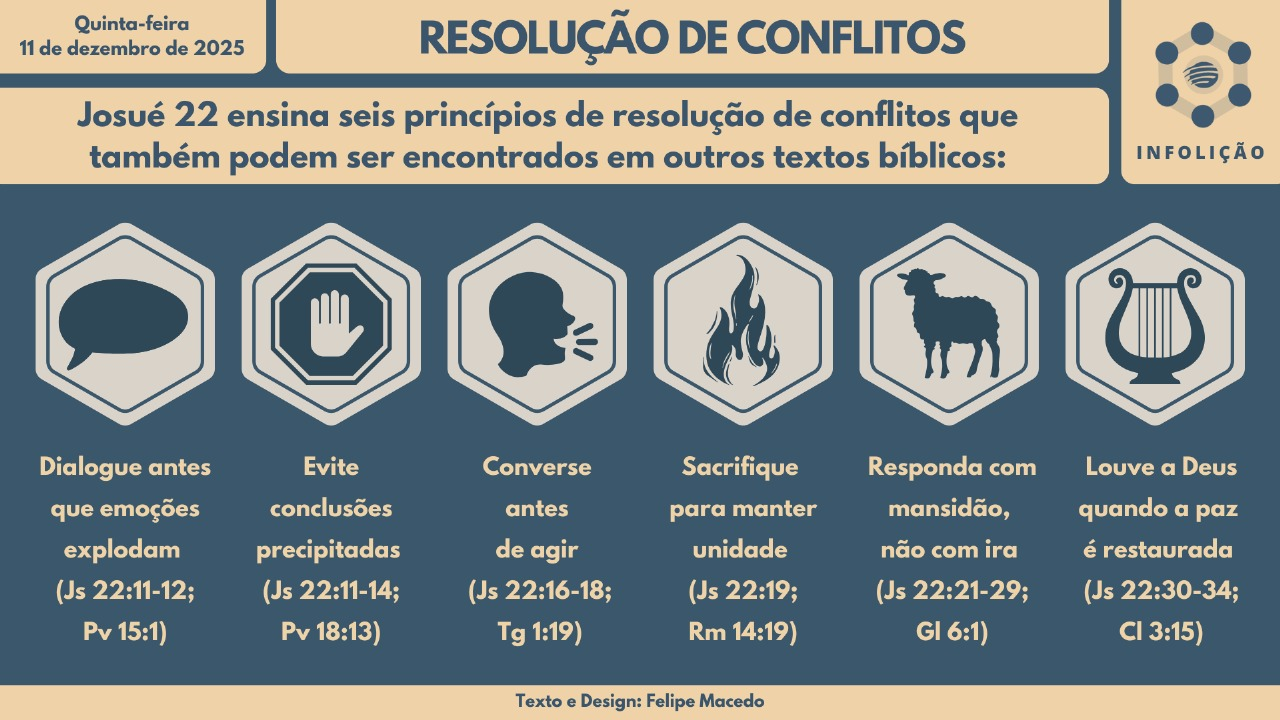 Quinta-feira
11 de dezembro de 2025
RESOLUÇÃO DE CONFLITOS
INFOLIÇÃO
Josué 22 ensina seis princípios de resolução de conflitos que
também podem ser encontrados em outros textos bíblicos:
Dialogue antes
que emoções
explodam
(Js 22:11-12;
Pv 15:1)
Evite
conclusões
precipitadas
(Js 22:11-14;
Pv 18:13)
Converse
antes
de agir
(Js 22:16-18;
Tg 1:19)
Sacrifique
para manter
unidade
(Js 22:19;
Rm 14:19)
Responda com
mansidão,
não com ira
(Js 22:21-29;
Gl 6:1)
Louve a Deus
quando a paz
é restaurada
(Js 22:30-34;
Cl 3:15)
Texto e Design: Felipe Macedo